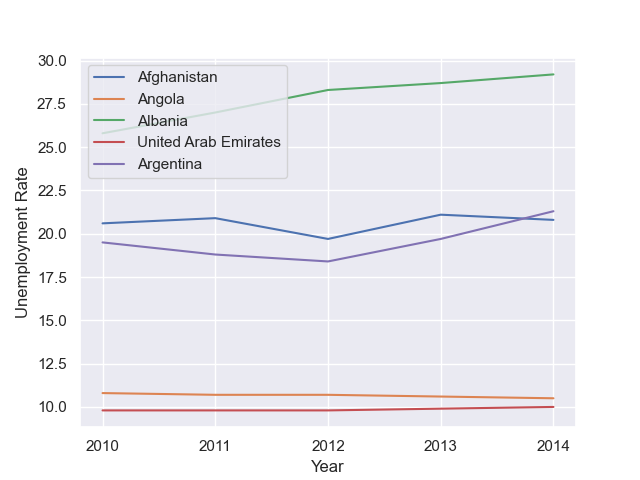 30.0
27.5
25.0
22.5
20.0
17.5
15.0
12.5
10.0
Unemployment Rate
Afghanistan
Angola
Albania
United Arab Emirates
Argentina
2010 2011 2012 2013 2014
Year